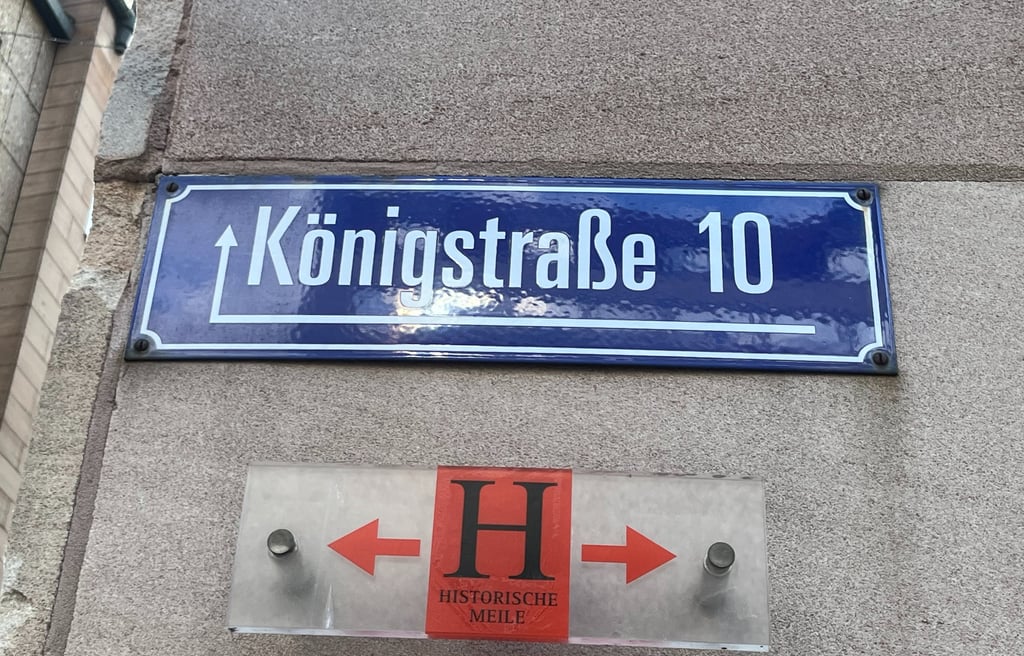 Königstraße 10
H
HISTORISCHE
MEILE